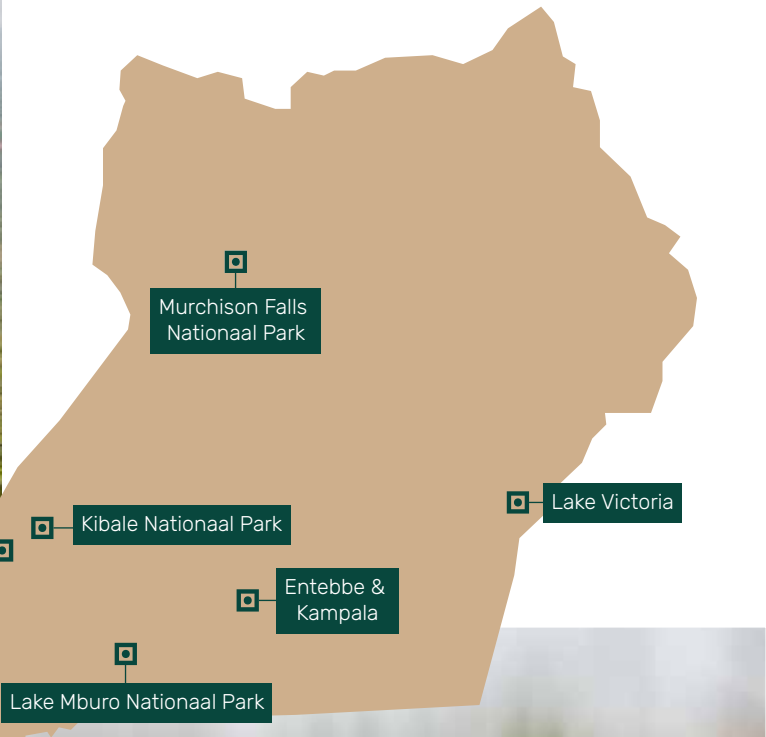 Murchison Falls
Nationaal Park
Lake Victoria
Kibale Nationaal Park
Entebbe &
Kampala
Lake Mburo Nationaal Park